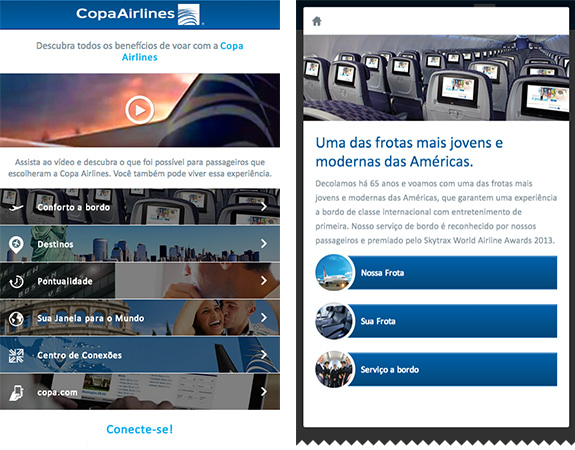 CopaAirlines
Descubra todos os benefícios de voar com a Copa
Airlines
Assista ao vídeo e descubra o que foi possível para passageiros que
escolheram a Copa Airlines. Você também pode viver essa experiência.
Conforto a bordo
Destinos
Pontualidade
Sua Janela para o Mundo
Centro de Conexões
copa.com
Conecte-se!
Uma das frotas mais jovens e
modernas das Américas.
Decolamos há 65 anos e voamos com uma das frotas mais
jovens e modernas das Américas, que garantem uma experiência
a bordo de classe internacional com entretenimento de
primeira. Nosso serviço de bordo é reconhecido por nossos
passageiros e premiado pelo Skytrax World Airline Awards 2013.
Nossa Frota
Sua Frota
Serviço a bordo